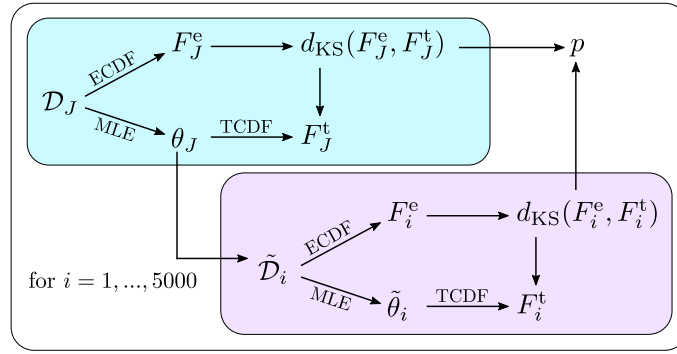 F_J^e d_KS(F_J^e, F_J^t) p
ECDF
𝒟_J
MLE
θ_J TCDF F_J^t
F_i^e d_KS(F_i^e, F_i^t)
ECDF
𝒟̃_i
for i = 1, ..., 5000
MLE
θ̃_i TCDF F_i^t